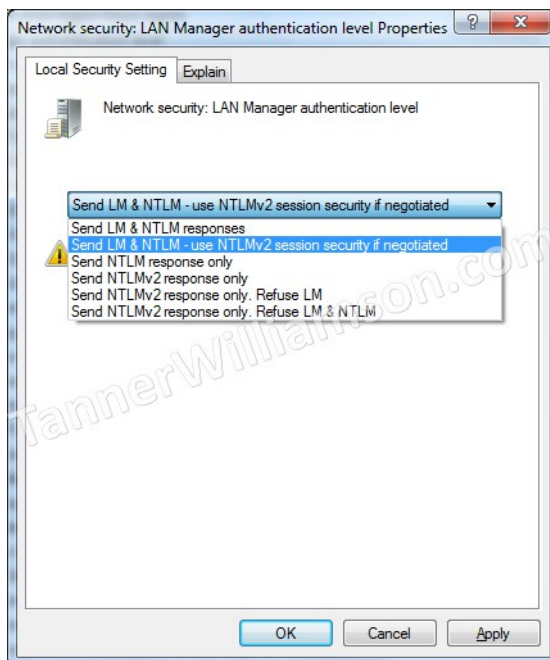 Network security: LAN Manager authentication level Properties
Local Security Setting
Explain
Network security: LAN Manager authentication level
Send LM & NTLM - use NTLMv2 session security if negotiated
Send LM & NTLM responses
Send LM & NTLM - use NTLMv2 session security if negotiated
Send NTLM response only
Send NTLMv2 response only
Send NTLMv2 response only. Refuse LM
Send NTLMv2 response only. Refuse LM & NTLM
TannerWilliamson.com
OK
Cancel
Apply